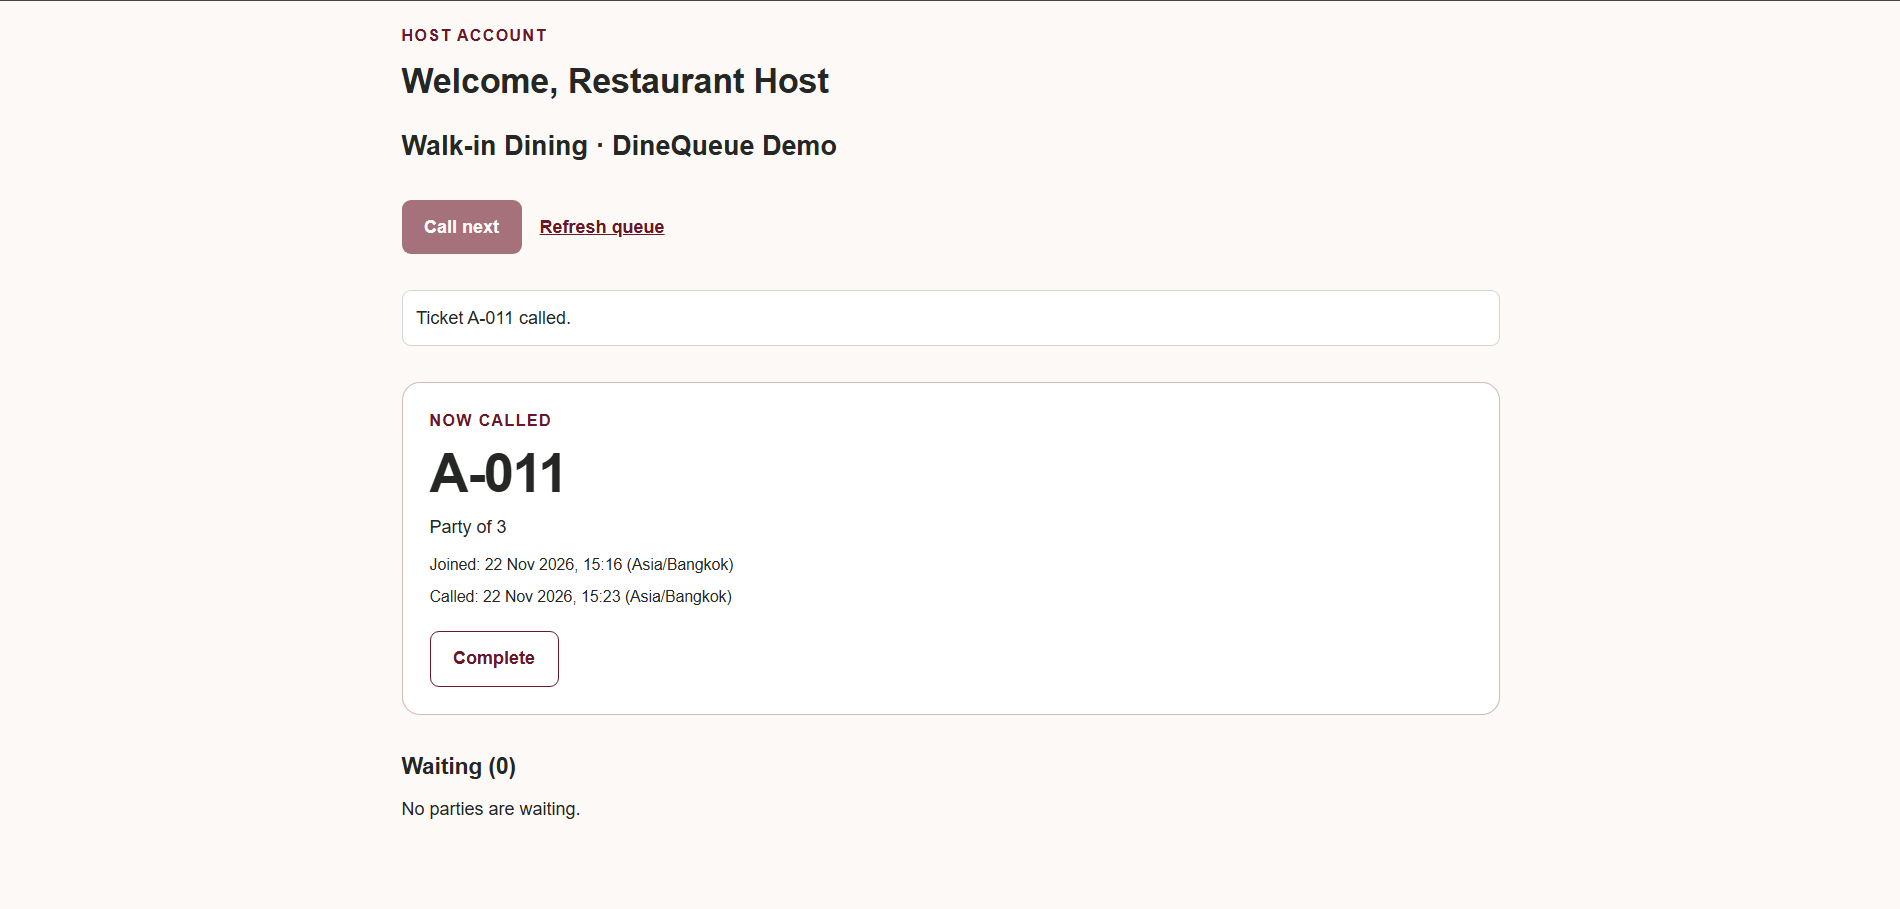 HOST ACCOUNT
Welcome, Restaurant Host
Walk-in Dining · DineQueue Demo
Call next
Refresh queue
Ticket A-011 called.
NOW CALLED
A-011
Party of 3
Joined: 22 Nov 2026, 15:16 (Asia/Bangkok)
Called: 22 Nov 2026, 15:23 (Asia/Bangkok)
Complete
Waiting (0)
No parties are waiting.